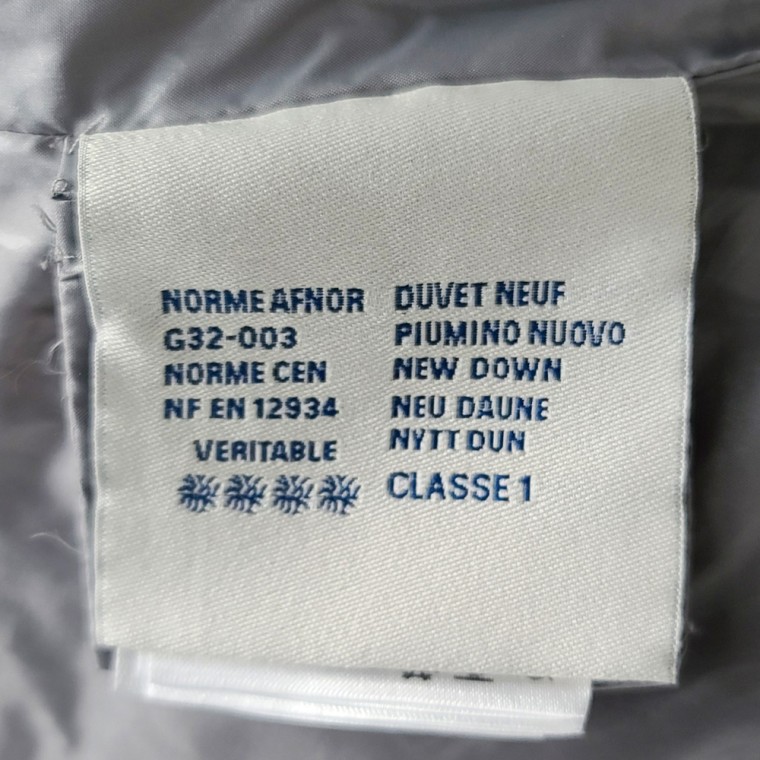 NORME AFNOR
G32-003
NORME CEN
NF EN 12934
VERITABLE
DUVET NEUF
PIUMINO NUOVO
NEW DOWN
NEU DAUNE
NYTT DUN
CLASSE 1